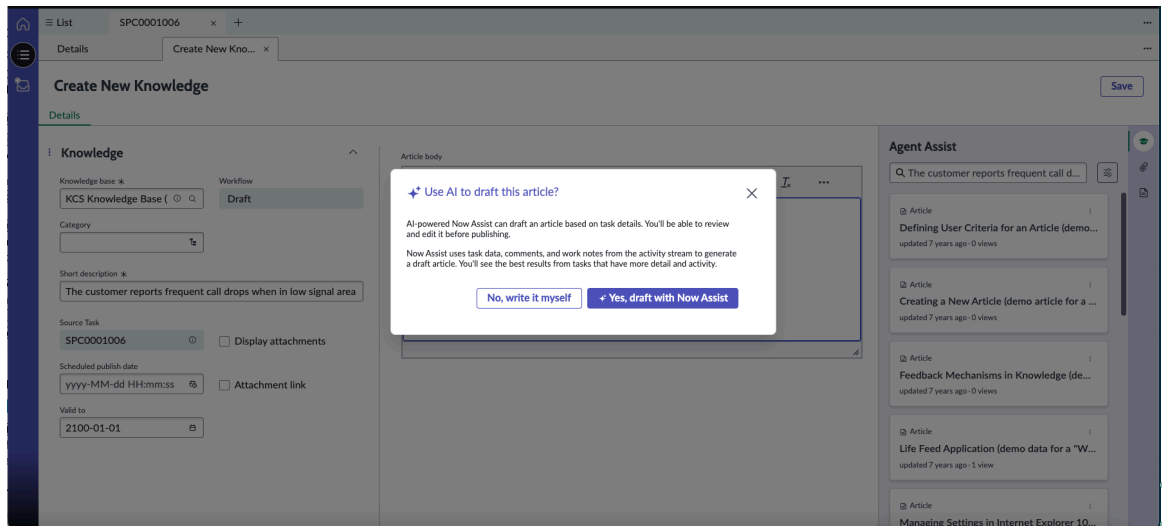 List
SPC0001006
Details
Create New Kno...
Create New Knowledge
Save
Details
Knowledge
Knowledge base *
KCS Knowledge Base (
Workflow
Draft
Category
Short description *
The customer reports frequent call drops when in low signal area
Source Task
SPC0001006
Display attachments
Scheduled publish date
yyyy-MM-dd HH:mm:ss
Attachment link
Valid to
2100-01-01
Article body
Use AI to draft this article?
AI-powered Now Assist can draft an article based on task details. You'll be able to review
and edit it before publishing.
Now Assist uses task data, comments, and work notes from the activity stream to generate
a draft article. You'll see the best results from tasks that have more detail and activity.
No, write it myself
Yes, draft with Now Assist
Agent Assist
The customer reports frequent call d...
Article
Defining User Criteria for an Article (demo...
updated 7 years ago · 0 views
Article
Creating a New Article (demo article for a ...
updated 7 years ago · 0 views
Article
Feedback Mechanisms in Knowledge (de...
updated 7 years ago · 0 views
Article
Life Feed Application (demo data for a "W...
updated 7 years ago · 1 view
Article
Managing Settings in Internet Explorer 10...